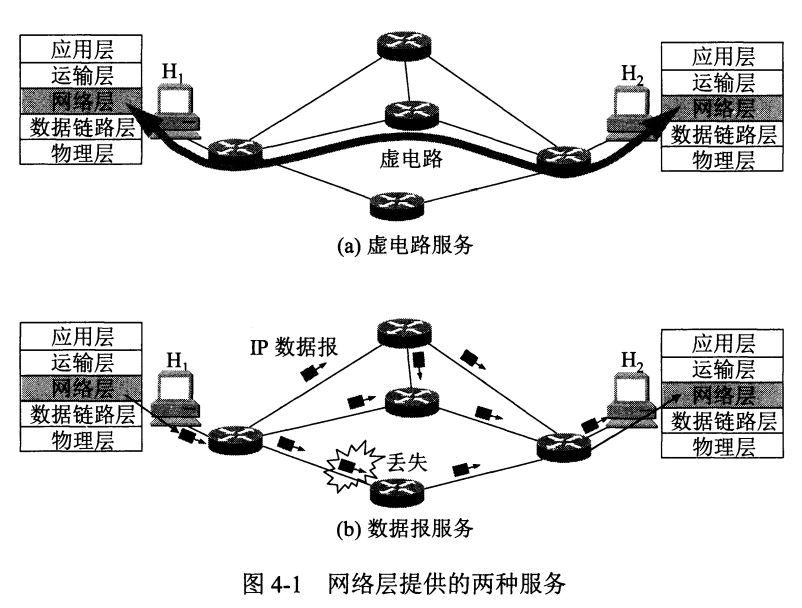 应用层
运输层
网络层
数据链路层
物理层
H₁
虚电路
H₂
应用层
运输层
网络层
数据链路层
物理层
(a) 虚电路服务
应用层
运输层
网络层
数据链路层
物理层
H₁
IP 数据报
丢失
H₂
应用层
运输层
网络层
数据链路层
物理层
(b) 数据报服务
图 4-1 网络层提供的两种服务